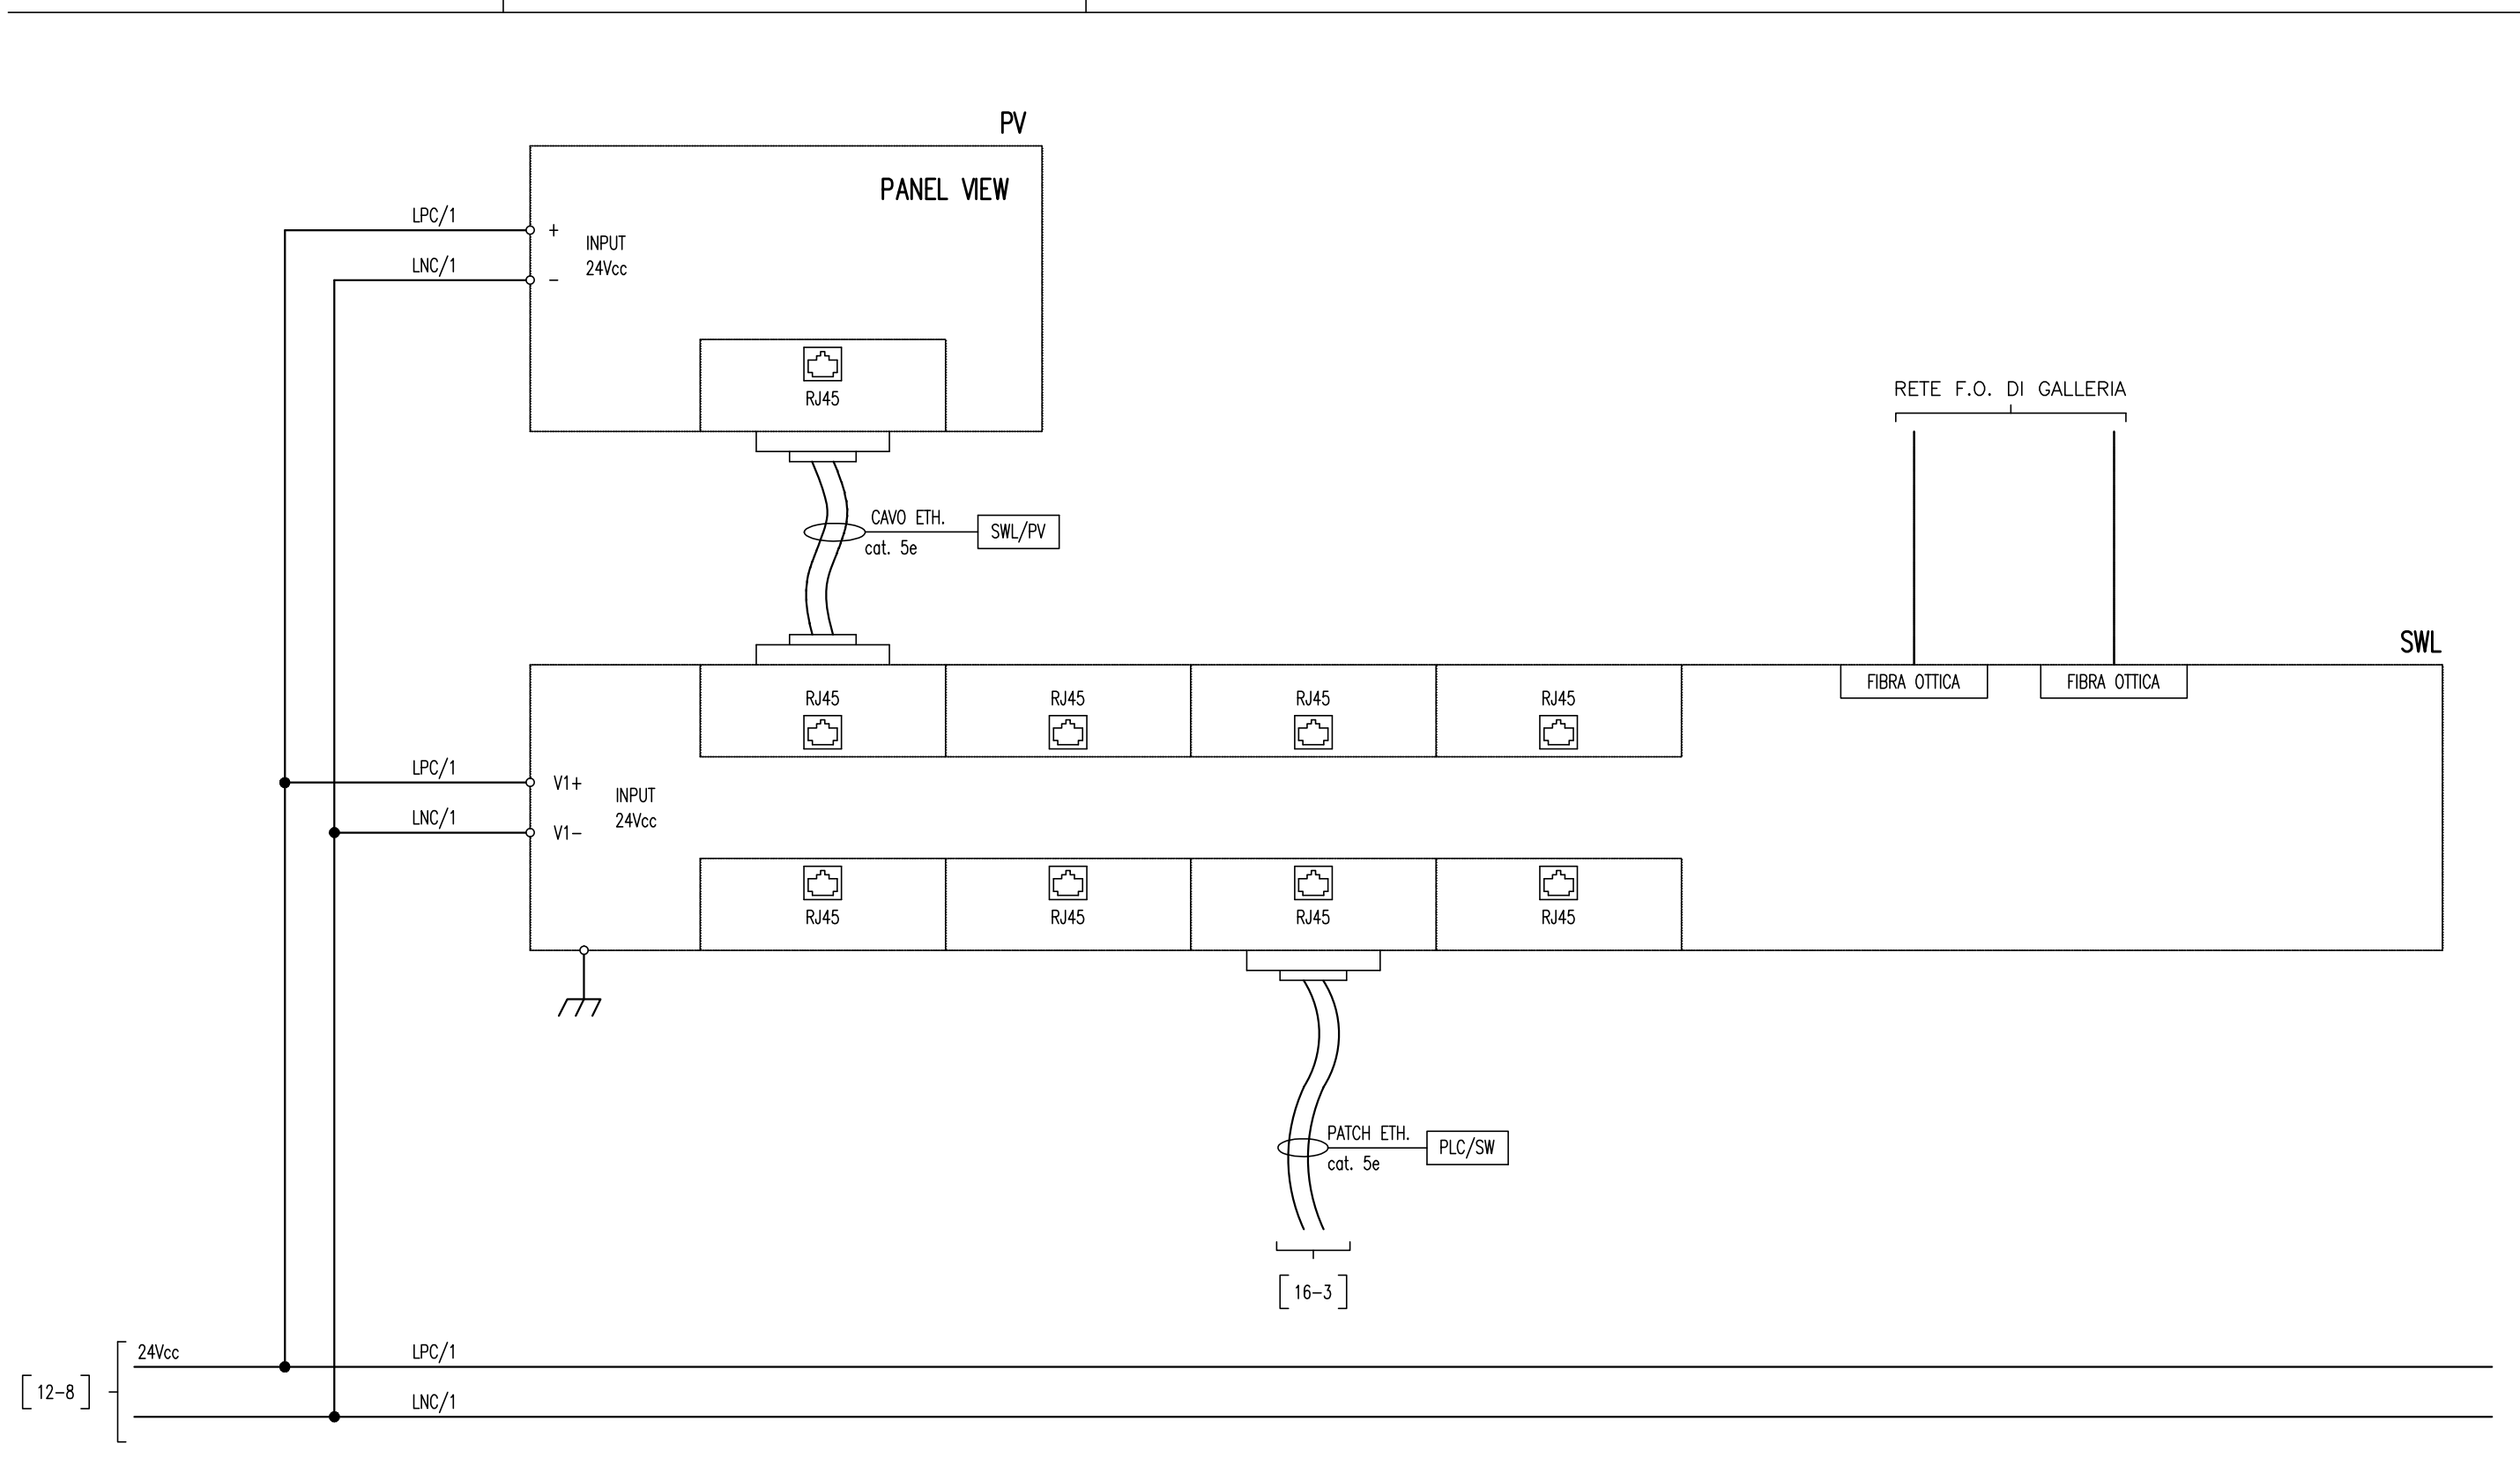 PV
PANEL VIEW
LPC/1
+
INPUT
LNC/1
24Vcc
-
RJ45
RETE F.O. DI GALLERIA
CAVO ETH.
SWL/PV
cat. 5e
SWL
FIBRA OTTICA
FIBRA OTTICA
RJ45
RJ45
RJ45
RJ45
LPC/1
V1+
INPUT
LNC/1
24Vcc
V1-
RJ45
RJ45
RJ45
RJ45
PATCH ETH.
PLC/SW
cat. 5e
16-3
24Vcc
LPC/1
12-8
LNC/1